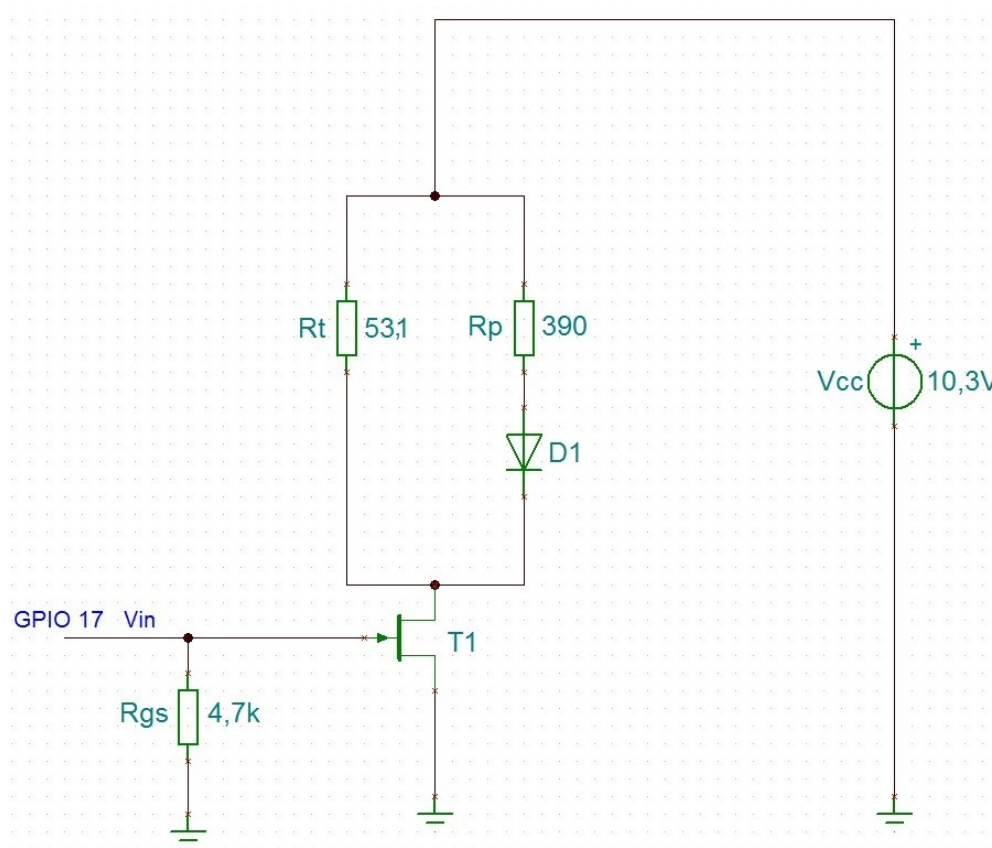 Rt 53,1
Rp 390
+
Vcc 10,3V
D1
GPIO 17 Vin
T1
Rgs 4,7k